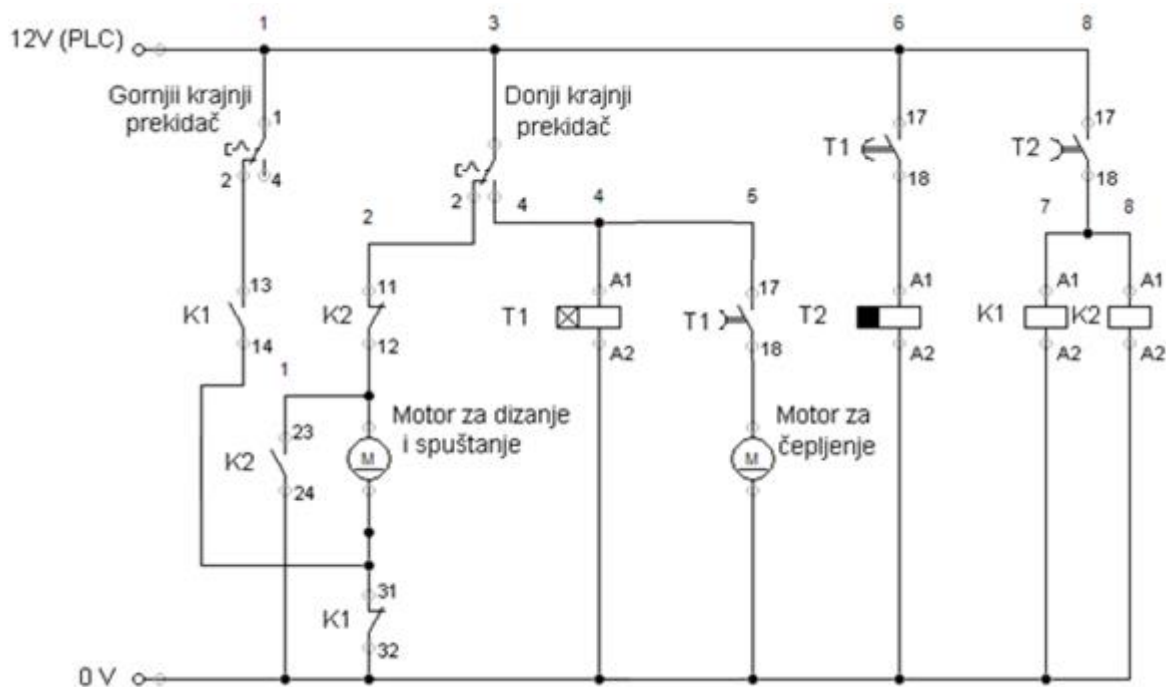 1 3 6 8
12V (PLC)
Gornjii krajnji
prekidač
1
2 4
Donji krajnji
prekidač
2 4
17
T1
18
17
T2
18
2 4 5 7 8
13
K1
14
11
K2
12
A1
T1
A2
17
T1
18
A1
T2
A2
A1
K1
A2
A1
K2
A2
1
23
K2
24
Motor za dizanje
i spuštanje
M
Motor za
čepljenje
M
31
K1
32
0 V